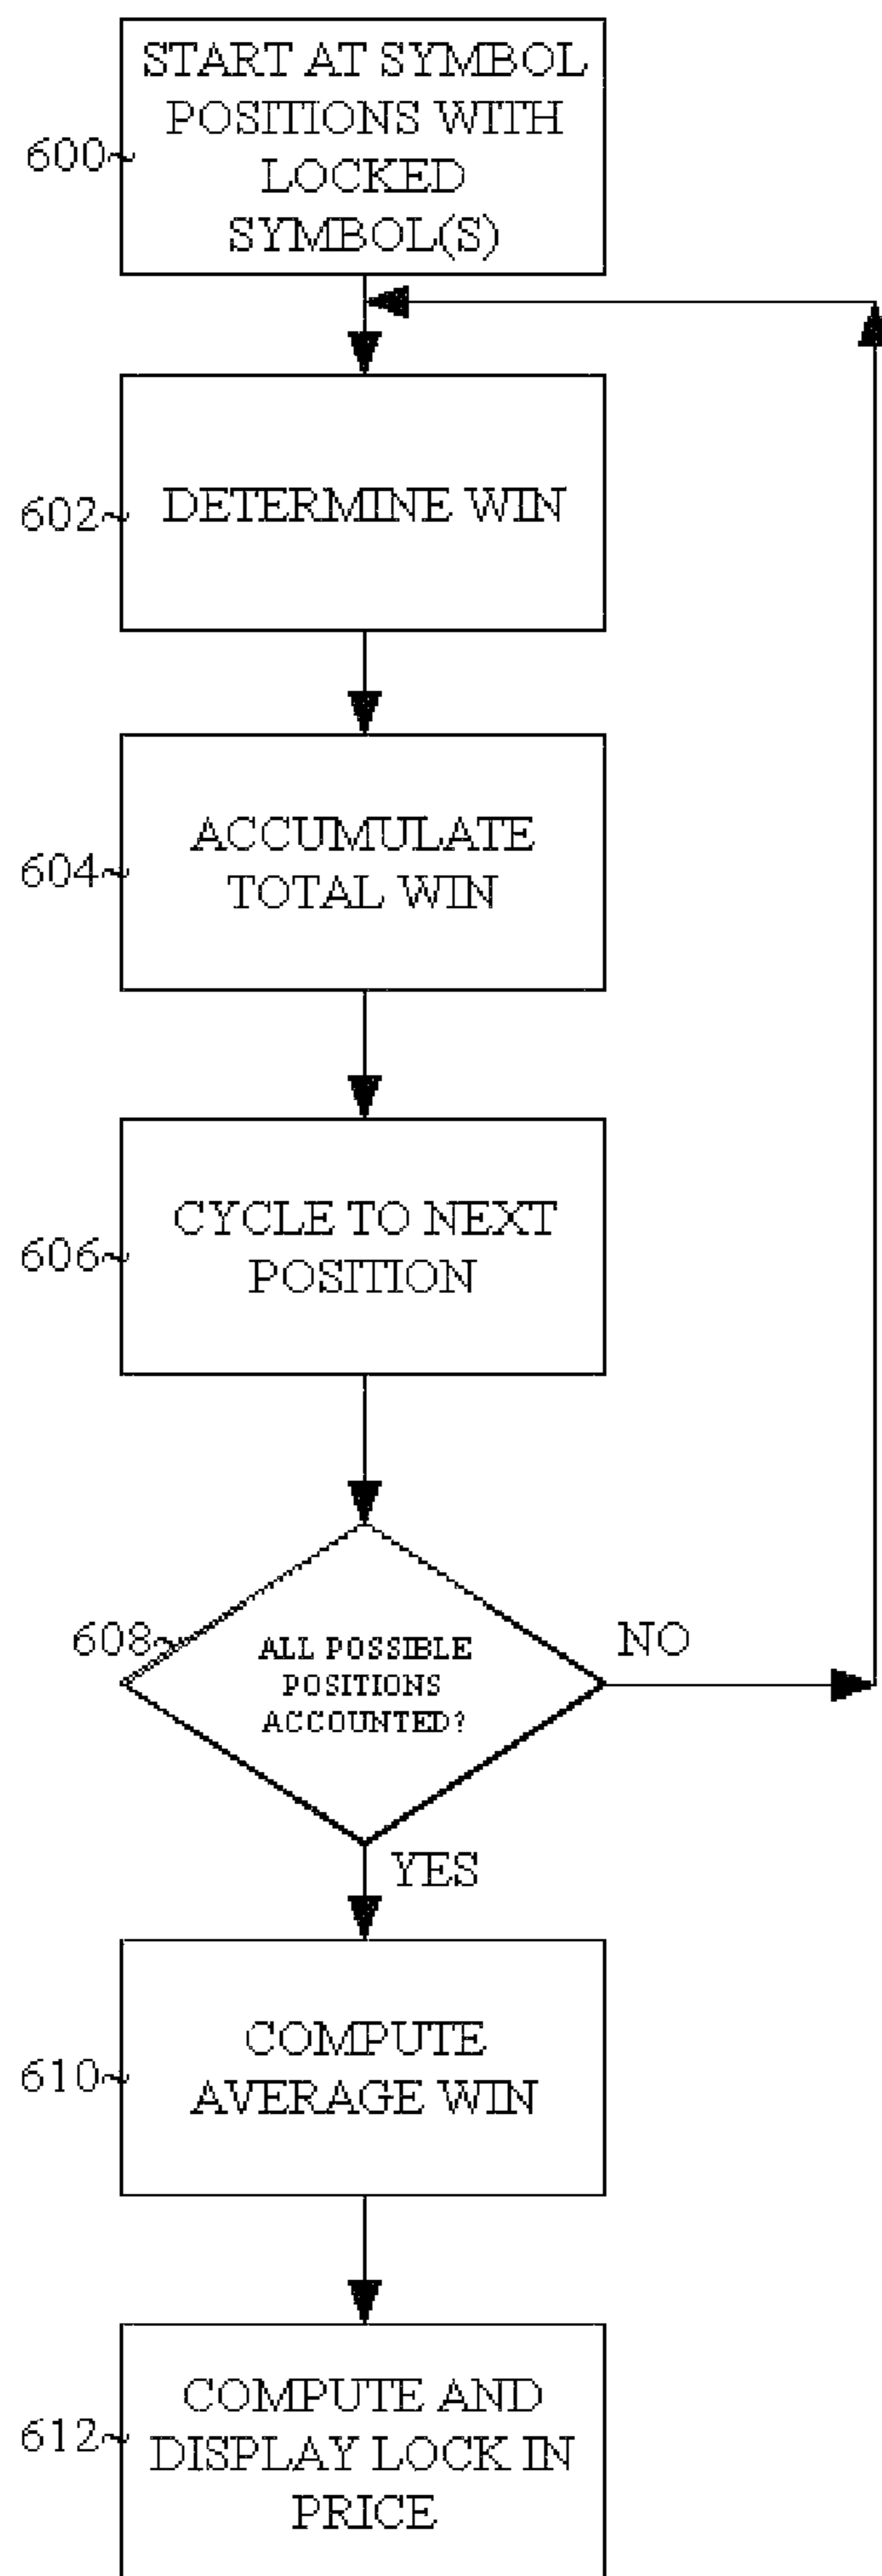 START AT SYMBOL
POSITIONS WITH
LOCKED
SYMBOL(S)
600~
DETERMINE WIN
602~
ACCUMULATE
TOTAL WIN
604~
CYCLE TO NEXT
POSITION
606~
608~
ALL POSSIBLE
POSITIONS
ACCOUNTED?
NO
YES
COMPUTE
AVERAGE WIN
610~
COMPUTE AND
DISPLAY LOCK IN
PRICE
612~